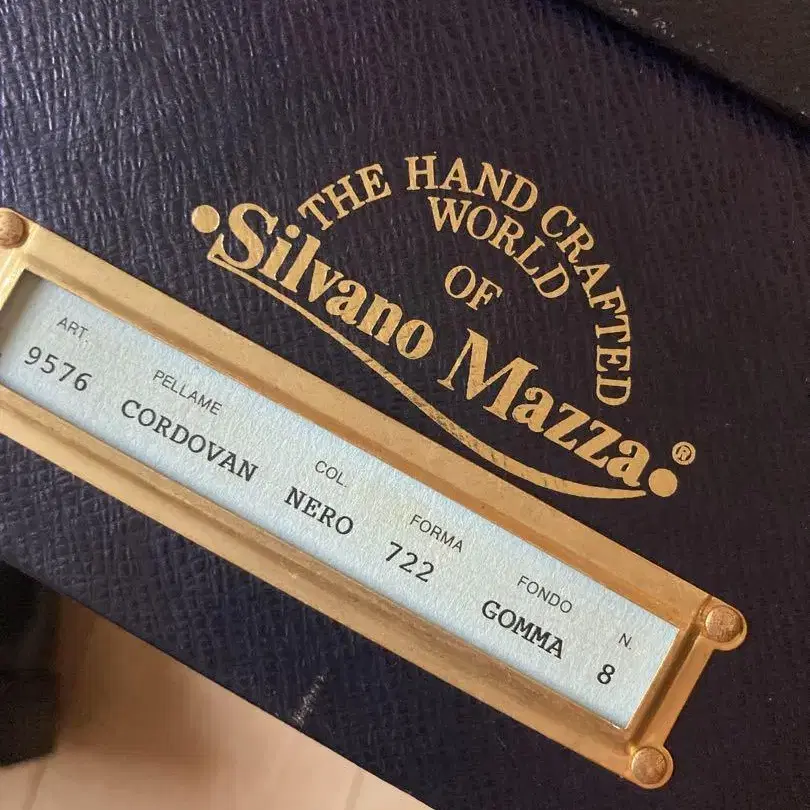 THE HAND CRAFTED
WORLD
OF
Silvano Mazza®
ART. PELLAME COL. FORMA FONDO N.
9576 CORDOVAN NERO 722 GOMMA 8